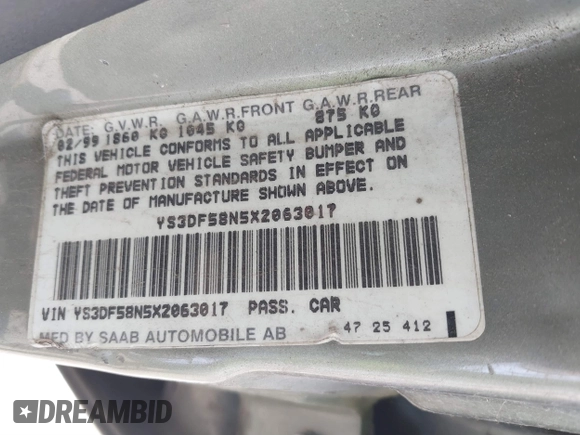 DATE: G.V.W.R. G.A.W.R.FRONT G.A.W.R.REAR
02/99 1860 KG 1045 KG 875 KG
THIS VEHICLE CONFORMS TO ALL APPLICABLE
FEDERAL MOTOR VEHICLE SAFETY BUMPER AND
THEFT PREVENTION STANDARDS IN EFFECT ON
THE DATE OF MANUFACTURE SHOWN ABOVE.
YS3DF58N5X2063017
VIN YS3DF58N5X2063017 PASS. CAR
MFD BY SAAB AUTOMOBILE AB 47 25 412
DREAMBID